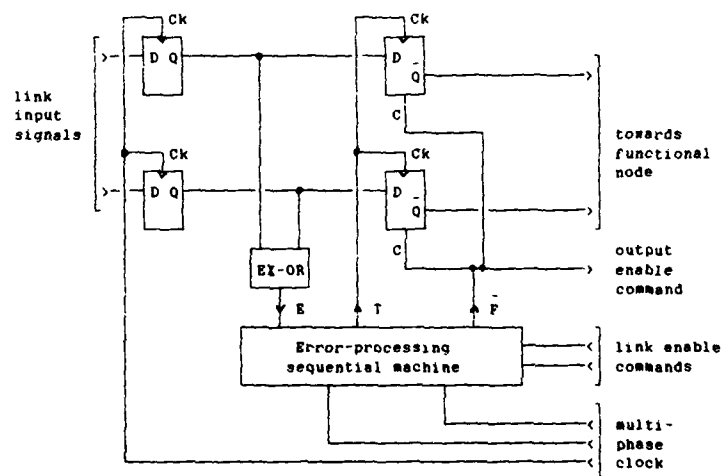 Ck
Ck
D Q
D
Q̄
link
input
signals
C
towards
functional
node
Ck
Ck
D Q
D
Q̄
C
EX-OR
output
enable
command
E
T
F̄
Error-processing
sequential machine
link enable
commands
multi-
phase
clock